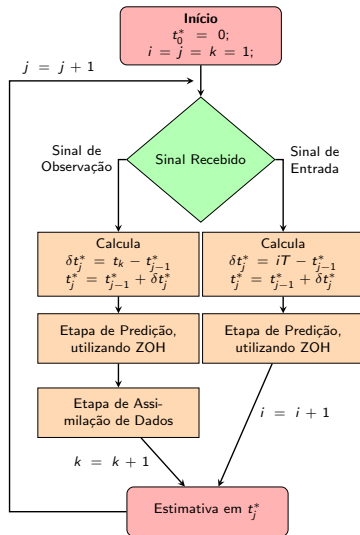 Início
t*_0 = 0;
i = j = k = 1;
j = j + 1
Sinal Recebido
Sinal de
Observação
Sinal de
Entrada
Calcula
δt*_j = t_k − t*_{j−1}
t*_j = t*_{j−1} + δt*_j
Calcula
δt*_j = iT − t*_{j−1}
t*_j = t*_{j−1} + δt*_j
Etapa de Predição,
utilizando ZOH
Etapa de Predição,
utilizando ZOH
Etapa de Assi-
milação de Dados
i = i + 1
k = k + 1
Estimativa em t*_j